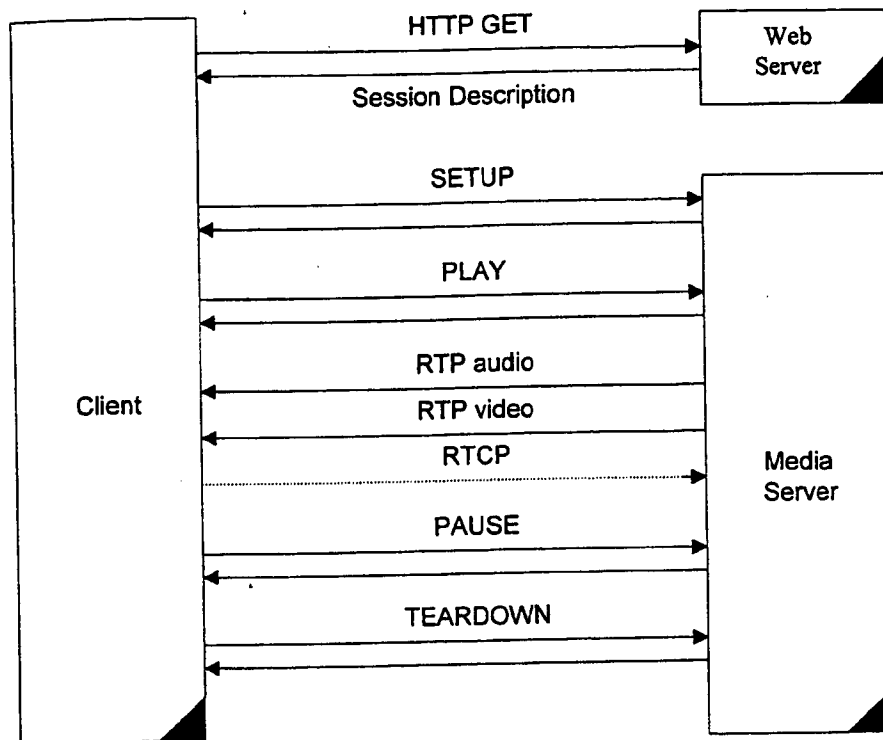 HTTP GET
Web
Server
Session Description
SETUP
PLAY
RTP audio
Client
RTP video
RTCP
Media
Server
PAUSE
TEARDOWN